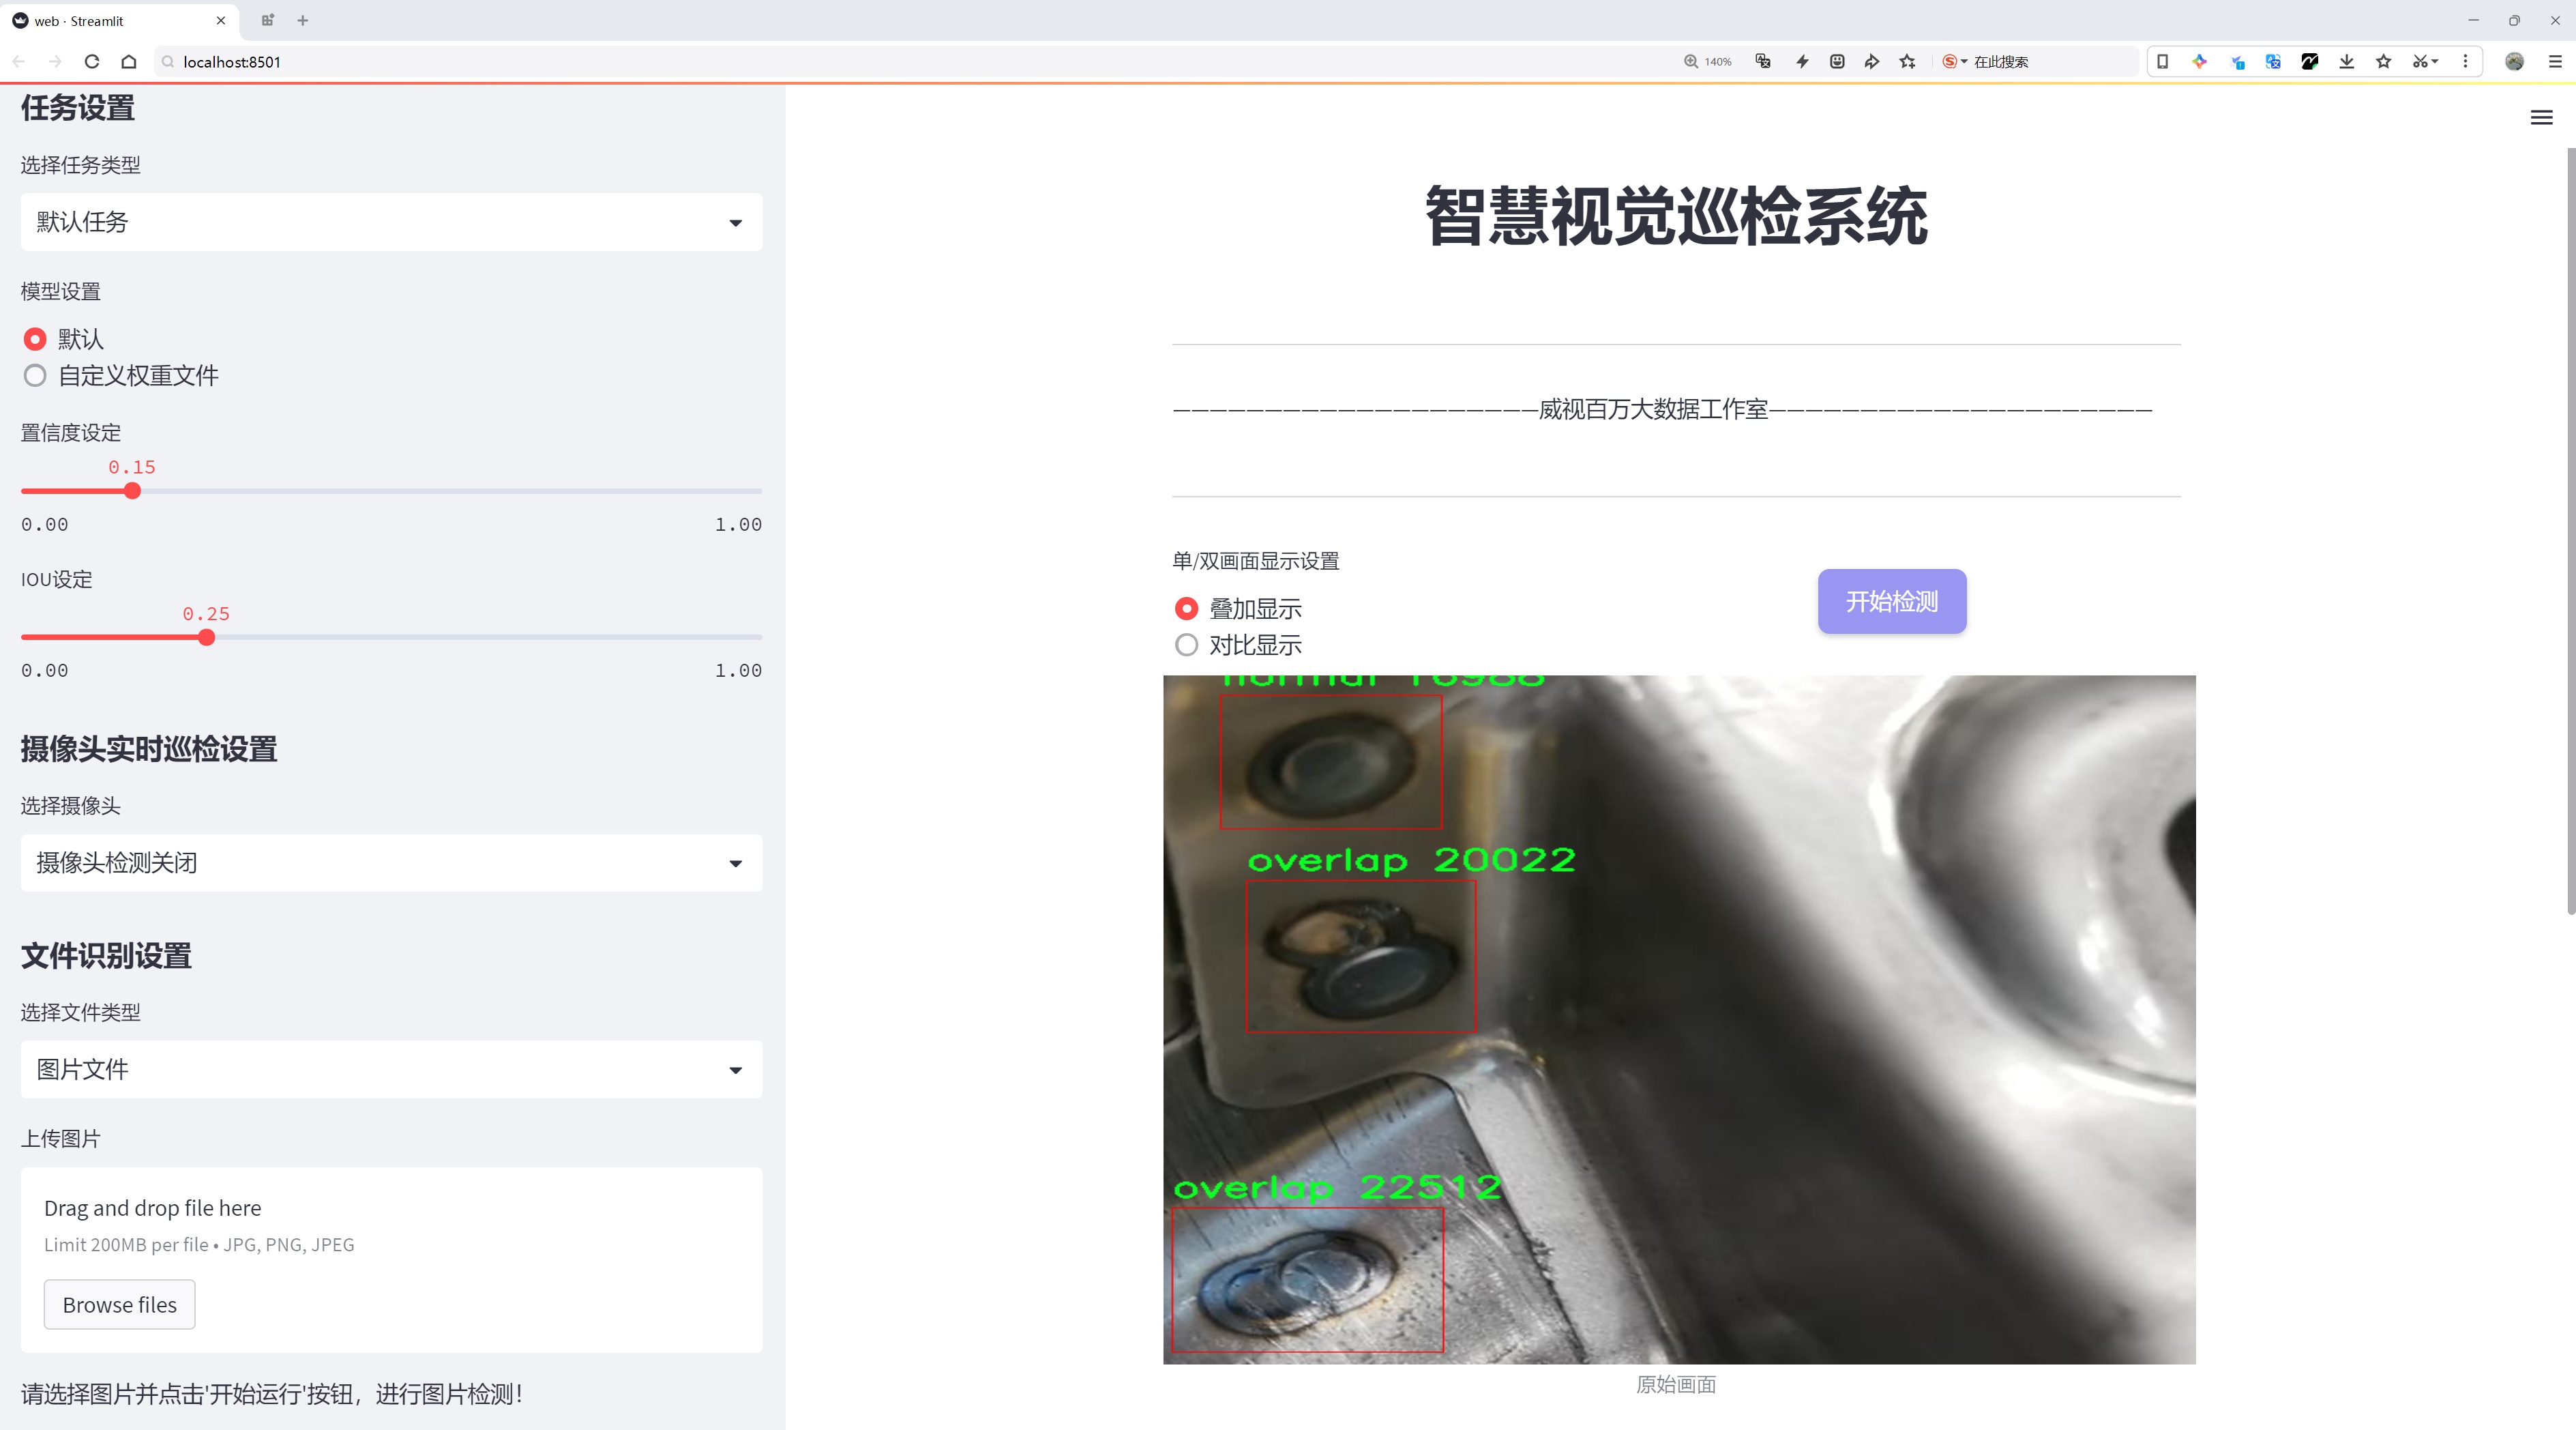 web · Streamlit
localhost:8501
140%
在此搜索
任务设置
选择任务类型
默认任务
模型设置
默认
自定义权重文件
置信度设定
0.15
0.00
1.00
IOU设定
0.25
0.00
1.00
摄像头实时巡检设置
选择摄像头
摄像头检测关闭
文件识别设置
选择文件类型
图片文件
上传图片
Drag and drop file here
Limit 200MB per file • JPG, PNG, JPEG
Browse files
请选择图片并点击'开始运行'按钮，进行图片检测！
智慧视觉巡检系统
————————————————————威视百万大数据工作室—————————————————————
单/双画面显示设置
叠加显示
对比显示
开始检测
overlap 20022
overlap 22512
原始画面